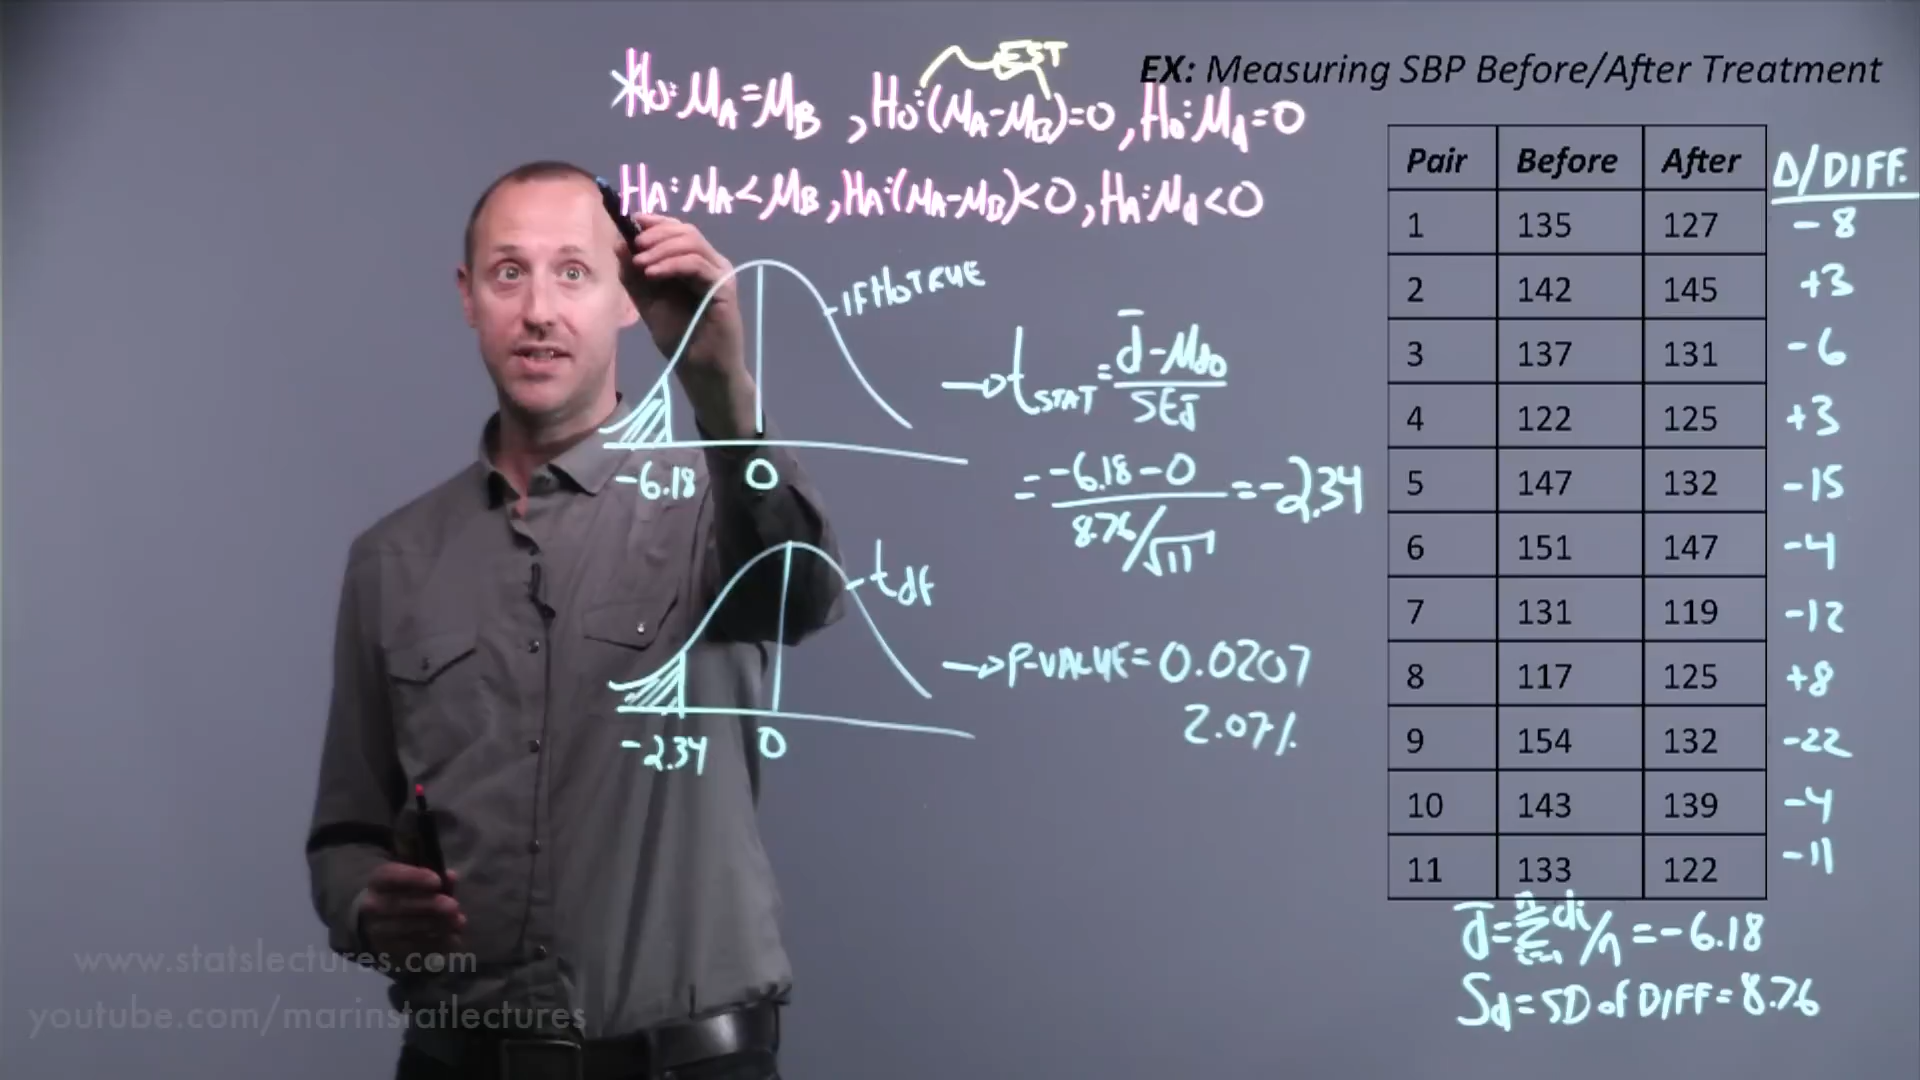 EST
EX: Measuring SBP Before/After Treatment
*H₀: μA = μB , H₀: (μA-μB)=0 , H₀: μd=0
HA: μA < μB , HA: (μA-μB)<0 , HA: μd <0
Pair Before After Δ/DIFF.
1 135 127 -8
2 142 145 +3
3 137 131 -6
4 122 125 +3
5 147 132 -15
6 151 147 -4
7 131 119 -12
8 117 125 +8
9 154 132 -22
10 143 139 -4
11 133 122 -11
d̄ = Σ(i=1 to n) di/n = -6.18
Sd = SD of DIFF = 8.76
IF H₀ TRUE
-6.18 0
→ tSTAT = (d̄ - μd₀)/SEd̄
= (-6.18 - 0)/(8.76/√11) = -2.34
tdf
-2.34 0
→ P-VALUE = 0.0207
2.07%
www.statslectures.com
youtube.com/marinstatlectures